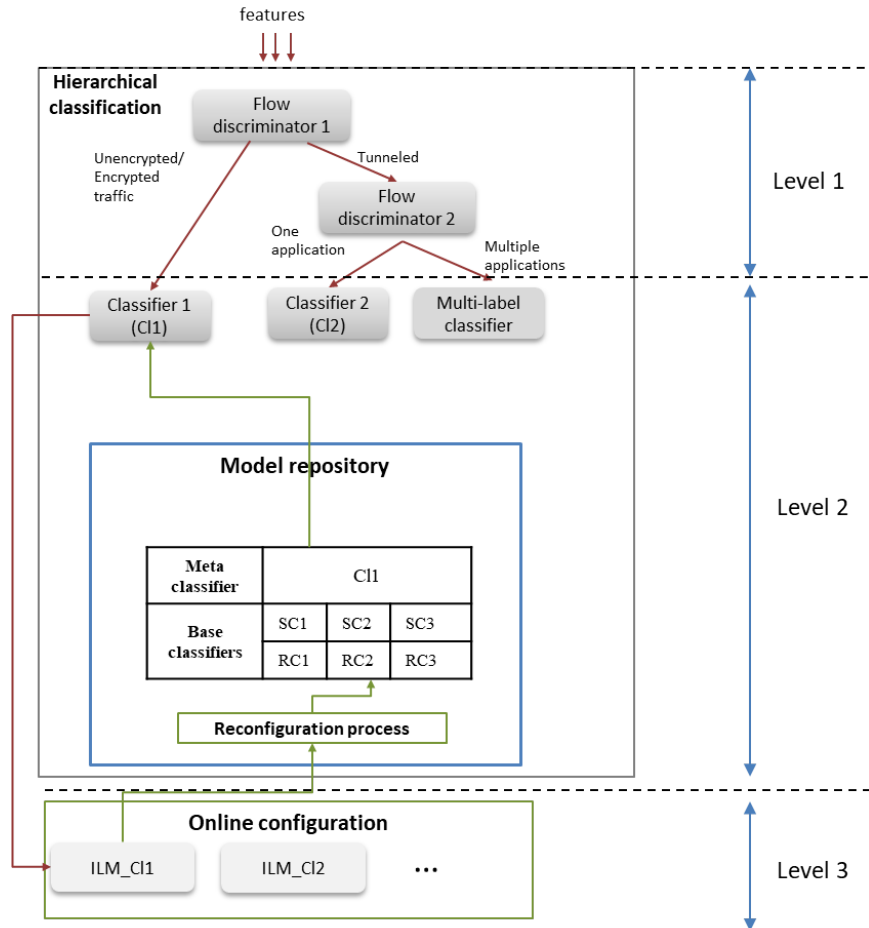 features
Hierarchical
classification
Flow
discriminator 1
Unencrypted/
Encrypted
traffic
Tunneled
Level 1
Flow
discriminator 2
One
application
Multiple
applications
Classifier 1
(Cl1)
Classifier 2
(Cl2)
Multi-label
classifier
Model repository
Level 2
Meta
classifier
Cl1
Base
classifiers
SC1 SC2 SC3
RC1 RC2 RC3
Reconfiguration process
Online configuration
ILM_Cl1
ILM_Cl2
...
Level 3